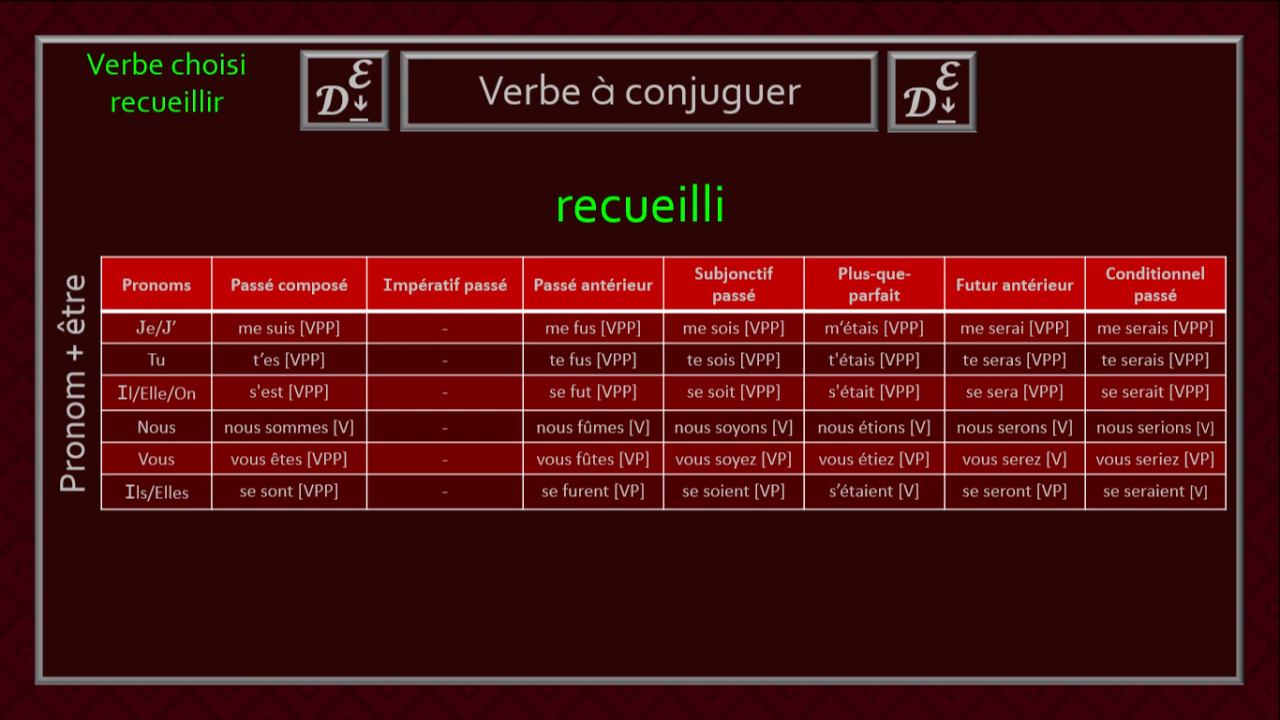 Verbe choisi
recueillir
Verbe à conjuguer
recueilli
Pronom + être
Pronoms Passé composé Impératif passé Passé antérieur Subjonctif passé Plus-que-parfait Futur antérieur Conditionnel passé
Je/J’ me suis [VPP] - me fus [VPP] me sois [VPP] m‘étais [VPP] me serai [VPP] me serais [VPP]
Tu t’es [VPP] - te fus [VPP] te sois [VPP] t'étais [VPP] te seras [VPP] te serais [VPP]
Il/Elle/On s'est [VPP] - se fut [VPP] se soit [VPP] s'était [VPP] se sera [VPP] se serait [VPP]
Nous nous sommes [V] - nous fûmes [V] nous soyons [V] nous étions [V] nous serons [V] nous serions [V]
Vous vous êtes [VPP] - vous fûtes [VP] vous soyez [VP] vous étiez [VP] vous serez [V] vous seriez [VP]
Ils/Elles se sont [VPP] - se furent [VP] se soient [VP] s’étaient [V] se seront [VP] se seraient [V]